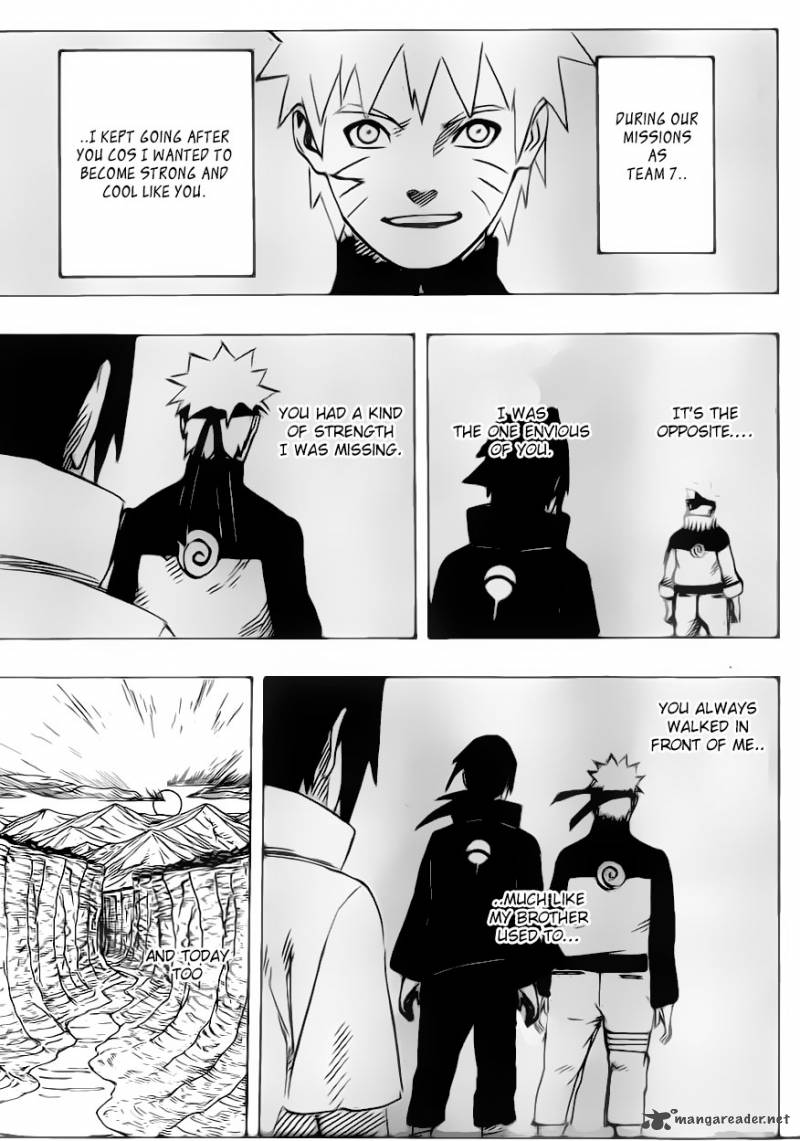 DURING OUR
MISSIONS
AS
TEAM 7..
..I KEPT GOING AFTER
YOU COS I WANTED TO
BECOME STRONG AND
COOL LIKE YOU.
IT'S THE
OPPOSITE....
I WAS
THE ONE ENVIOUS
OF YOU.
YOU HAD A KIND
OF STRENGTH
I WAS MISSING.
YOU ALWAYS
WALKED IN
FRONT OF ME..
..MUCH LIKE
MY BROTHER
USED TO...
AND TODAY
TOO
mangareader.net